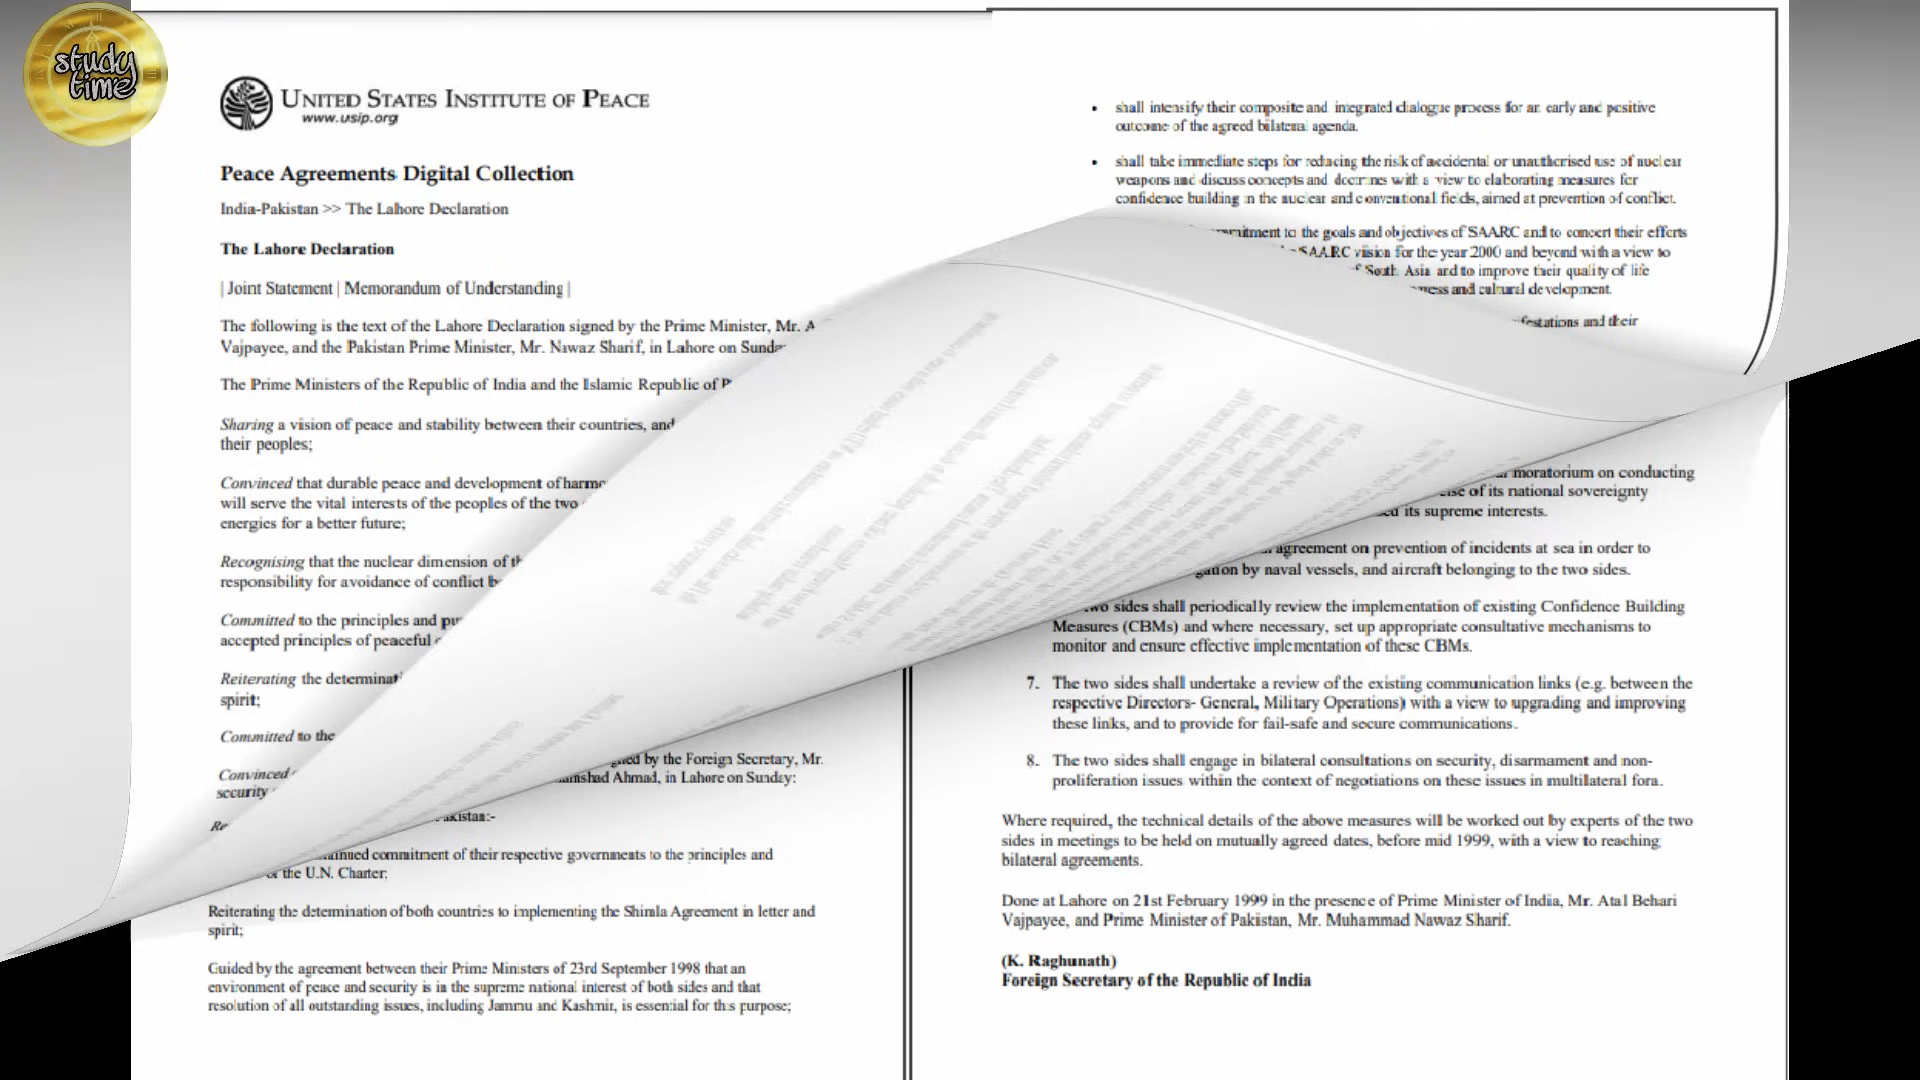 study
time
UNITED STATES INSTITUTE OF PEACE
www.usip.org
Peace Agreements Digital Collection
India-Pakistan >> The Lahore Declaration
The Lahore Declaration
| Joint Statement | Memorandum of Understanding |
The following is the text of the Lahore Declaration signed by the Prime Minister, Mr. A
Vajpayee, and the Pakistan Prime Minister, Mr. Nawaz Sharif, in Lahore on
The Prime Ministers of the Republic of India and the Islamic Republic of
Sharing a vision of peace and stability between their countries, and
their peoples;
Convinced that durable peace and development of
will serve the vital interests of the peoples of the two
energies for a better future;
Recognising that the nuclear dimension of
responsibility for avoidance of conflict
Committed to the principles and
accepted principles of peaceful
Reiterating the
spirit;
Committed to the
Convinced
security
by the Foreign Secretary, Mr.
Ahmad, in Lahore on Sunday:
commitment of their respective governments to the principles and
the U.N. Charter;
Reiterating the determination of both countries to implementing the Shimla Agreement in letter and
spirit;
Guided by the agreement between their Prime Ministers of 23rd September 1998 that an
environment of peace and security is in the supreme national interest of both sides and that
resolution of all outstanding issues, including Jammu and Kashmir, is essential for this purpose;
shall intensify their composite and integrated dialogue process for an early and positive
outcome of the agreed bilateral agenda.
shall take immediate steps for reducing the risk of accidental or unauthorised use of nuclear
weapons and discuss concepts and doctrines with a view to elaborating measures for
confidence building in the nuclear and conventional fields, aimed at prevention of conflict.
to the goals and objectives of SAARC and to concert their efforts
SAARC vision for the year 2000 and beyond with a view to
South Asia and to improve their quality of life
and cultural development.
and their
moratorium on conducting
of its national sovereignty
its supreme interests.
agreement on prevention of incidents at sea in order to
by naval vessels, and aircraft belonging to the two sides.
two sides shall periodically review the implementation of existing Confidence Building
Measures (CBMs) and where necessary, set up appropriate consultative mechanisms to
monitor and ensure effective implementation of these CBMs.
7. The two sides shall undertake a review of the existing communication links (e.g. between the
respective Directors- General, Military Operations) with a view to upgrading and improving
these links, and to provide for fail-safe and secure communications.
8. The two sides shall engage in bilateral consultations on security, disarmament and non-
proliferation issues within the context of negotiations on these issues in multilateral fora.
Where required, the technical details of the above measures will be worked out by experts of the two
sides in meetings to be held on mutually agreed dates, before mid 1999, with a view to reaching
bilateral agreements.
Done at Lahore on 21st February 1999 in the presence of Prime Minister of India, Mr. Atal Behari
Vajpayee, and Prime Minister of Pakistan, Mr. Muhammad Nawaz Sharif.
(K. Raghunath)
Foreign Secretary of the Republic of India